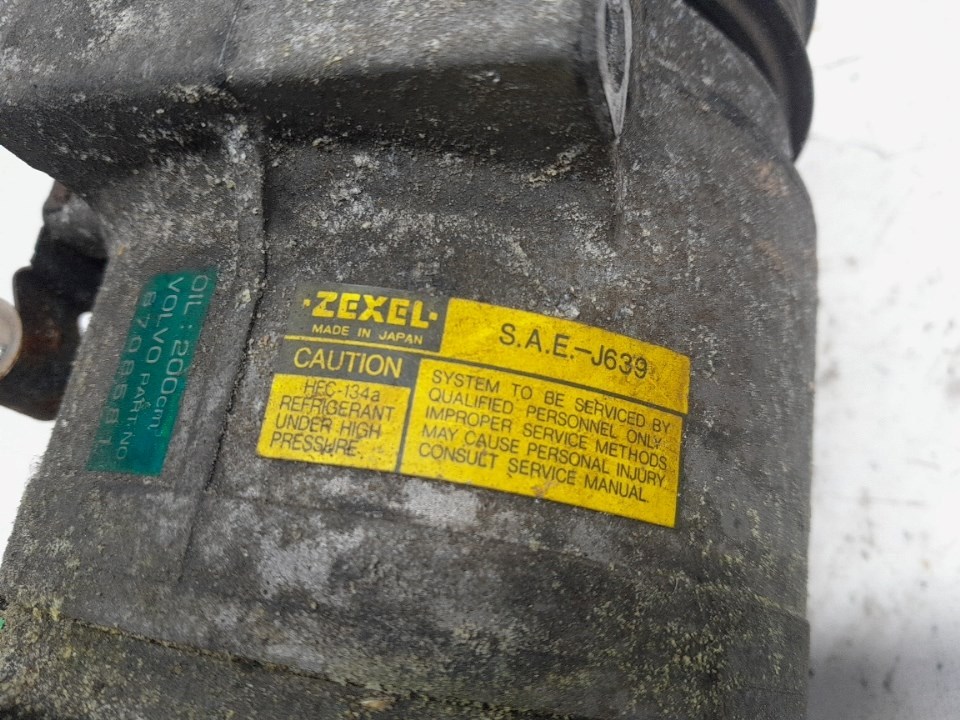 OIL : 200cm³
VOLVO PART-NO.
·ZEXEL·
MADE IN JAPAN
S.A.E.-J639
CAUTION
HFC-134a
REFRIGERANT
UNDER HIGH
PRESSURE.
SYSTEM TO BE SERVICED BY
QUALIFIED PERSONNEL ONLY.
IMPROPER SERVICE METHODS
MAY CAUSE PERSONAL INJURY
CONSULT SERVICE MANUAL.